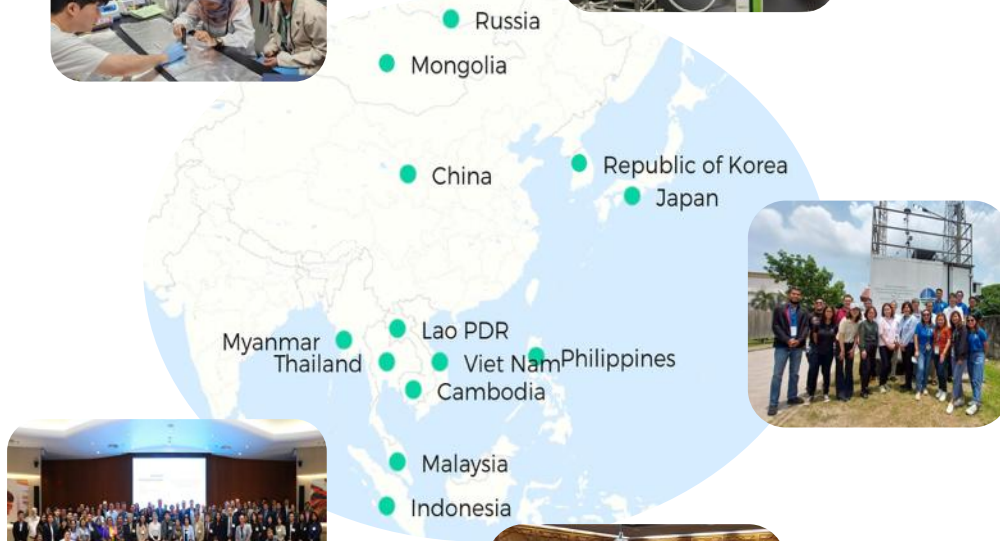 Russia
Mongolia
China
Republic of Korea
Japan
Myanmar
Lao PDR
Thailand
Viet Nam
Philippines
Cambodia
Malaysia
Indonesia